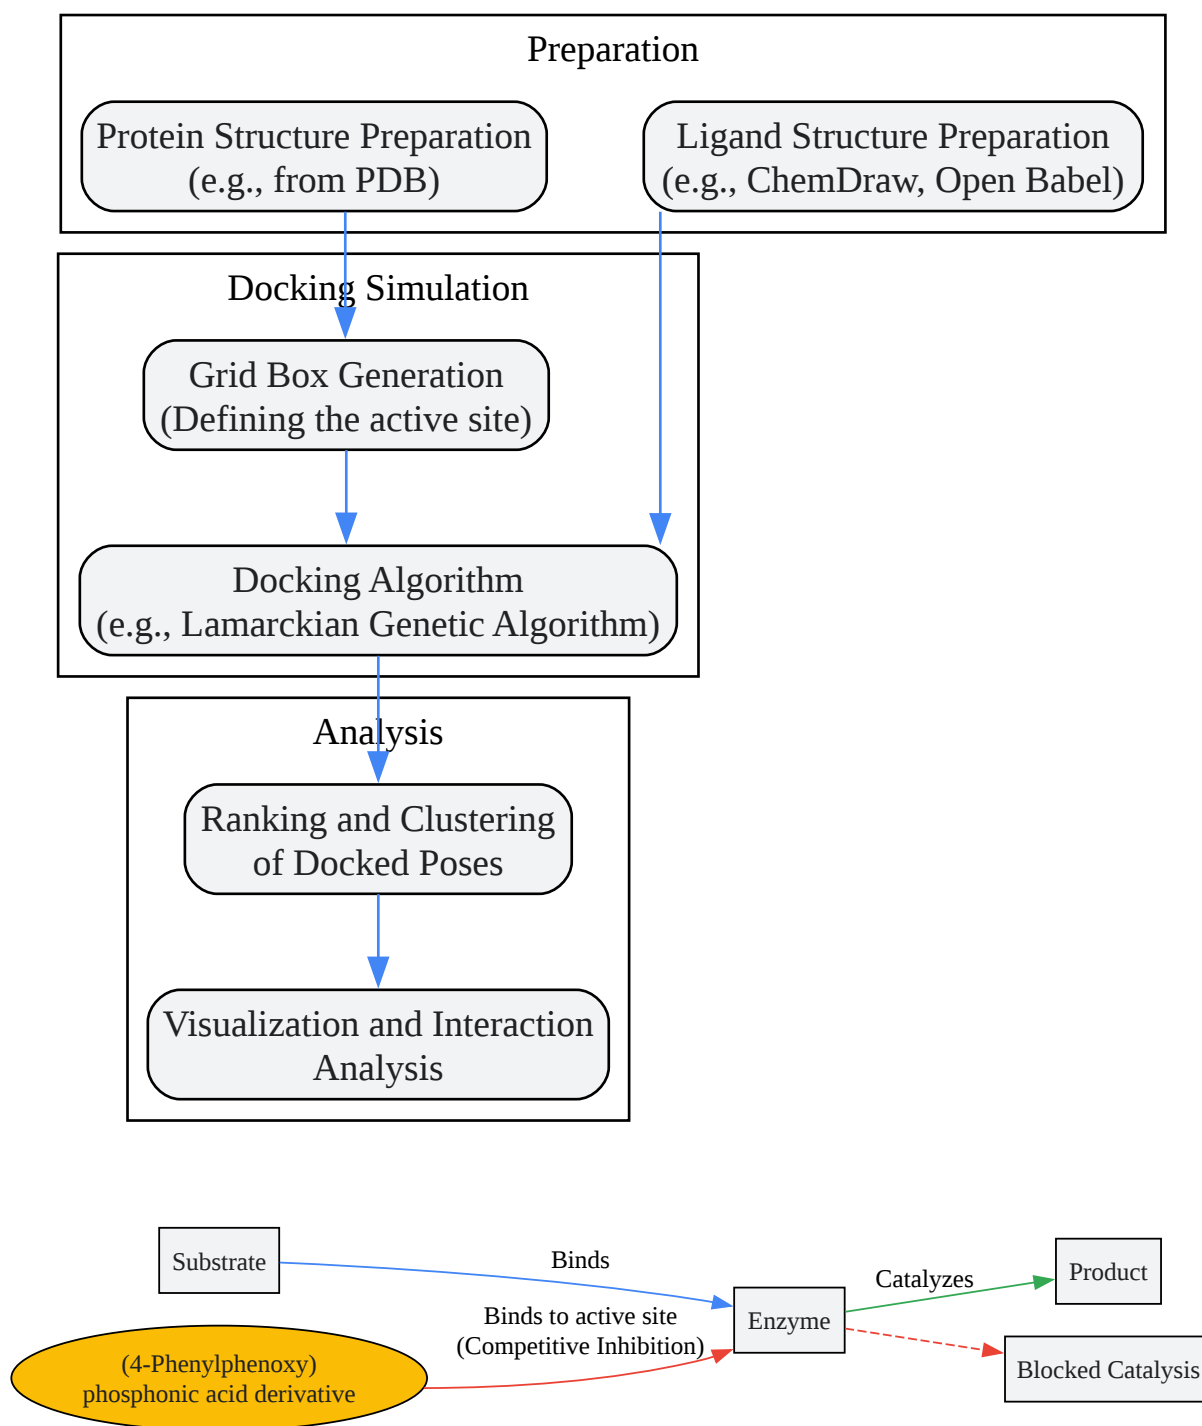 Preparation
Protein Structure Preparation
(e.g., from PDB)
Ligand Structure Preparation
(e.g., ChemDraw, Open Babel)
Docking Simulation
Grid Box Generation
(Defining the active site)
Docking Algorithm
(e.g., Lamarckian Genetic Algorithm)
Analysis
Ranking and Clustering
of Docked Poses
Visualization and Interaction
Analysis
Substrate
Binds
Binds to active site
(Competitive Inhibition)
(4-Phenylphenoxy)
phosphonic acid derivative
Enzyme
Catalyzes
Product
Blocked Catalysis